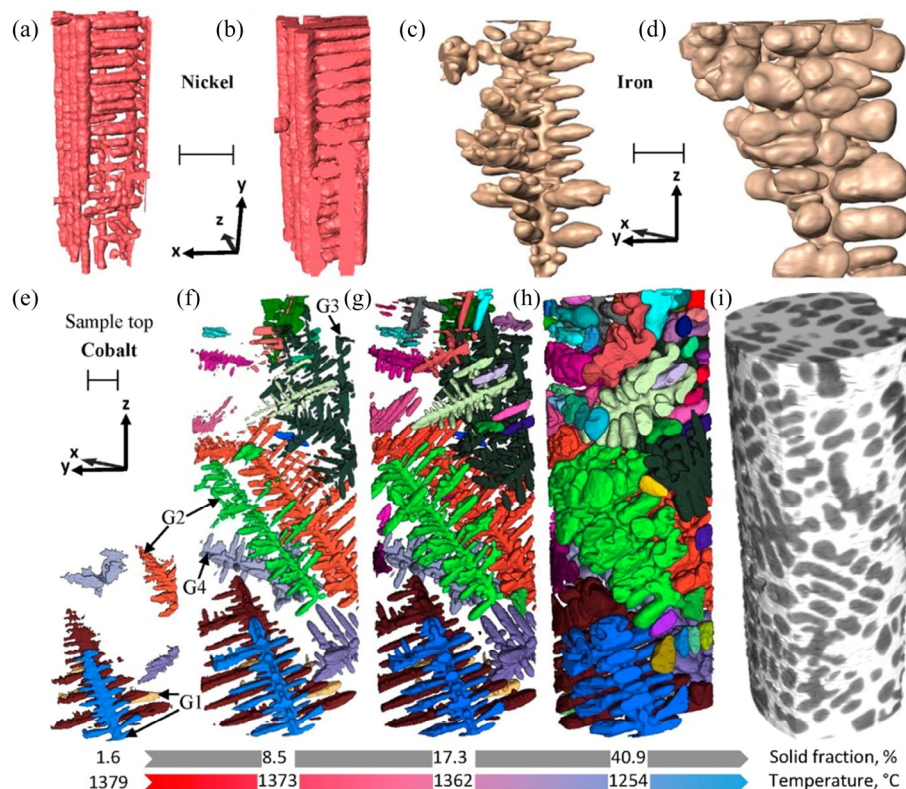 (a) (b) (c) (d)
Nickel Iron
y z x
z x y
(e) (f) (g) (h) (i)
G3
Sample top
Cobalt
z
x
y
G2
G4
G1
1.6 8.5 17.3 40.9 Solid fraction, %
1379 1373 1362 1254 Temperature, °C